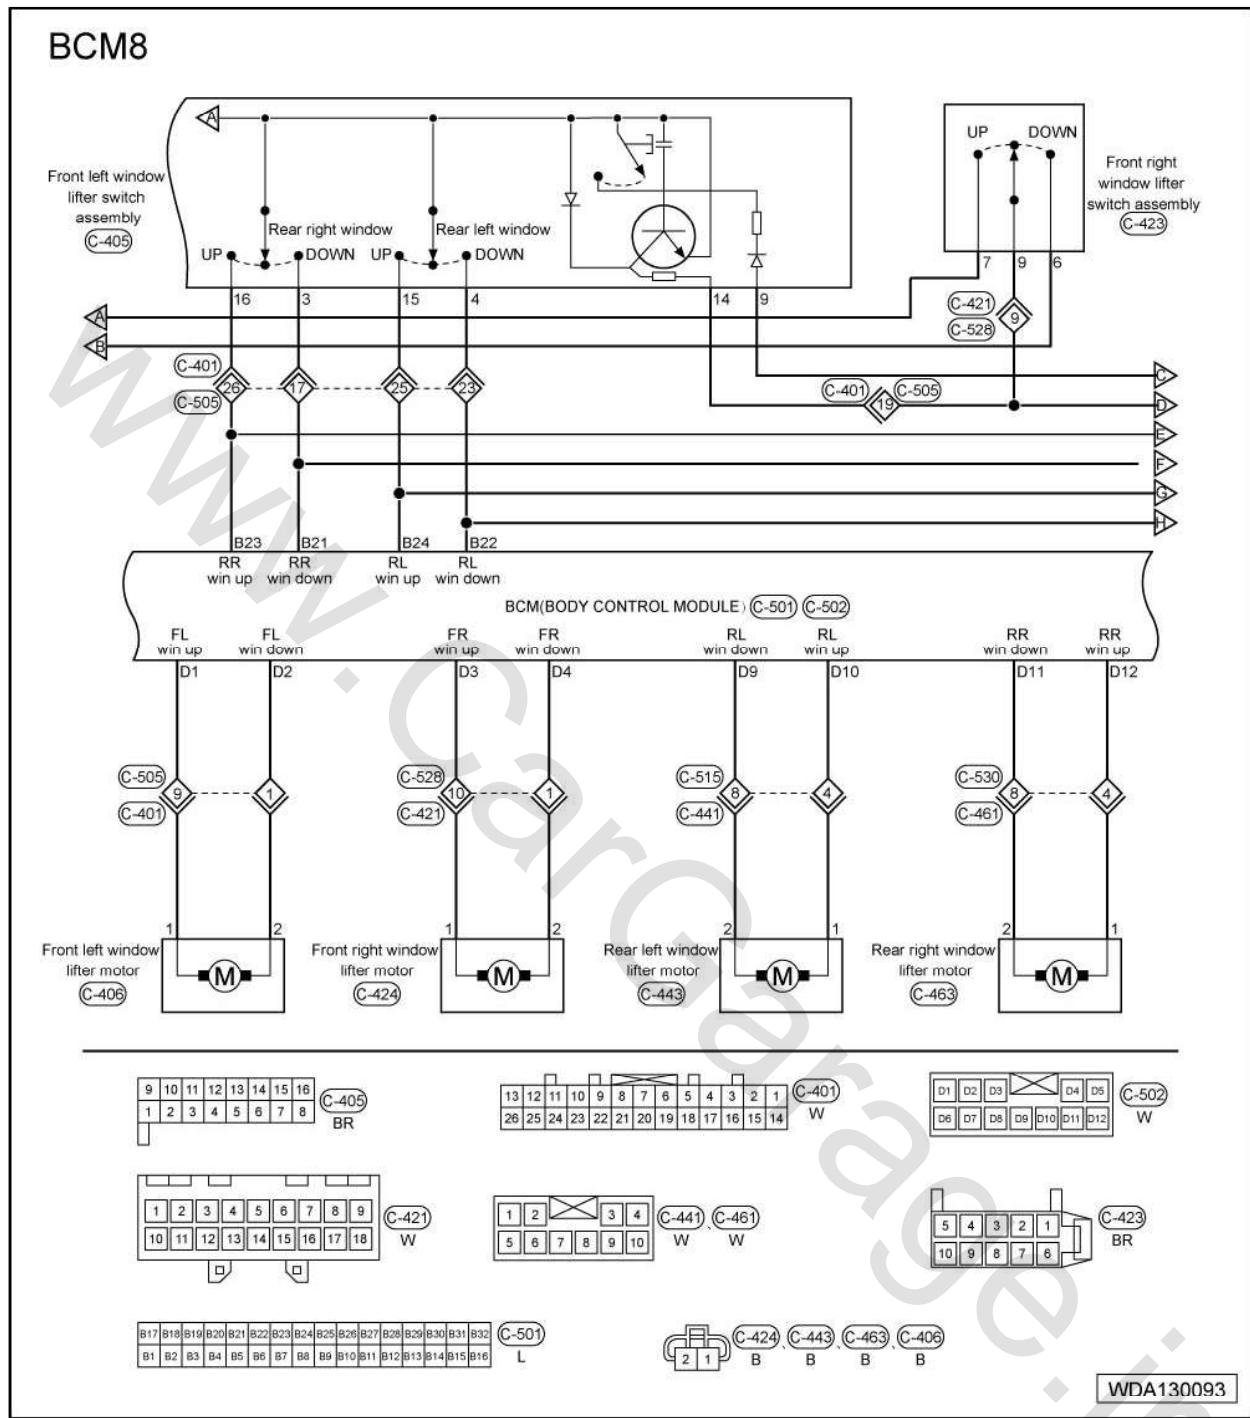 BCM8
A
UP DOWN
Front left window
lifter switch
assembly
C-405
Front right
window lifter
switch assembly
C-423
Rear right window Rear left window
UP DOWN UP DOWN
16 3 15 4 14 9 7 9 6
A
B
C-421
9
C-528
C-401
26 17 25 23
C-505
C-401 19 C-505
C
D
E
F
G
H
B23 B21 B24 B22
RR RR RL RL
win up win down win up win down
BCM(BODY CONTROL MODULE) C-501 C-502
FL FL FR FR RL RL RR RR
win up win down win up win down win down win up win down win up
D1 D2 D3 D4 D9 D10 D11 D12
C-505 C-528 C-515 C-530
9 1 10 1 8 4 8 4
C-401 C-421 C-441 C-461
1 2 1 2 2 1 2 1
Front left window
lifter motor
C-406
M
Front right window
lifter motor
C-424
M
Rear left window
lifter motor
C-443
M
Rear right window
lifter motor
C-463
M
9 10 11 12 13 14 15 16
1 2 3 4 5 6 7 8
C-405
BR
13 12 11 10 9 8 7 6 5 4 3 2 1
26 25 24 23 22 21 20 19 18 17 16 15 14
C-401
W
D1 D2 D3 D4 D5
D6 D7 D8 D9 D10 D11 D12
C-502
W
1 2 3 4 5 6 7 8 9
10 11 12 13 14 15 16 17 18
C-421
W
1 2 3 4
5 6 7 8 9 10
C-441 、 C-461
W W
5 4 3 2 1
10 9 8 7 6
C-423
BR
B17 B18 B19 B20 B21 B22 B23 B24 B25 B26 B27 B28 B29 B30 B31 B32
B1 B2 B3 B4 B5 B6 B7 B8 B9 B10 B11 B12 B13 B14 B15 B16
C-501
L
2 1
C-424 、 C-443 、 C-463 、 C-406
B B B B
WDA130093
www.CarGarage.i